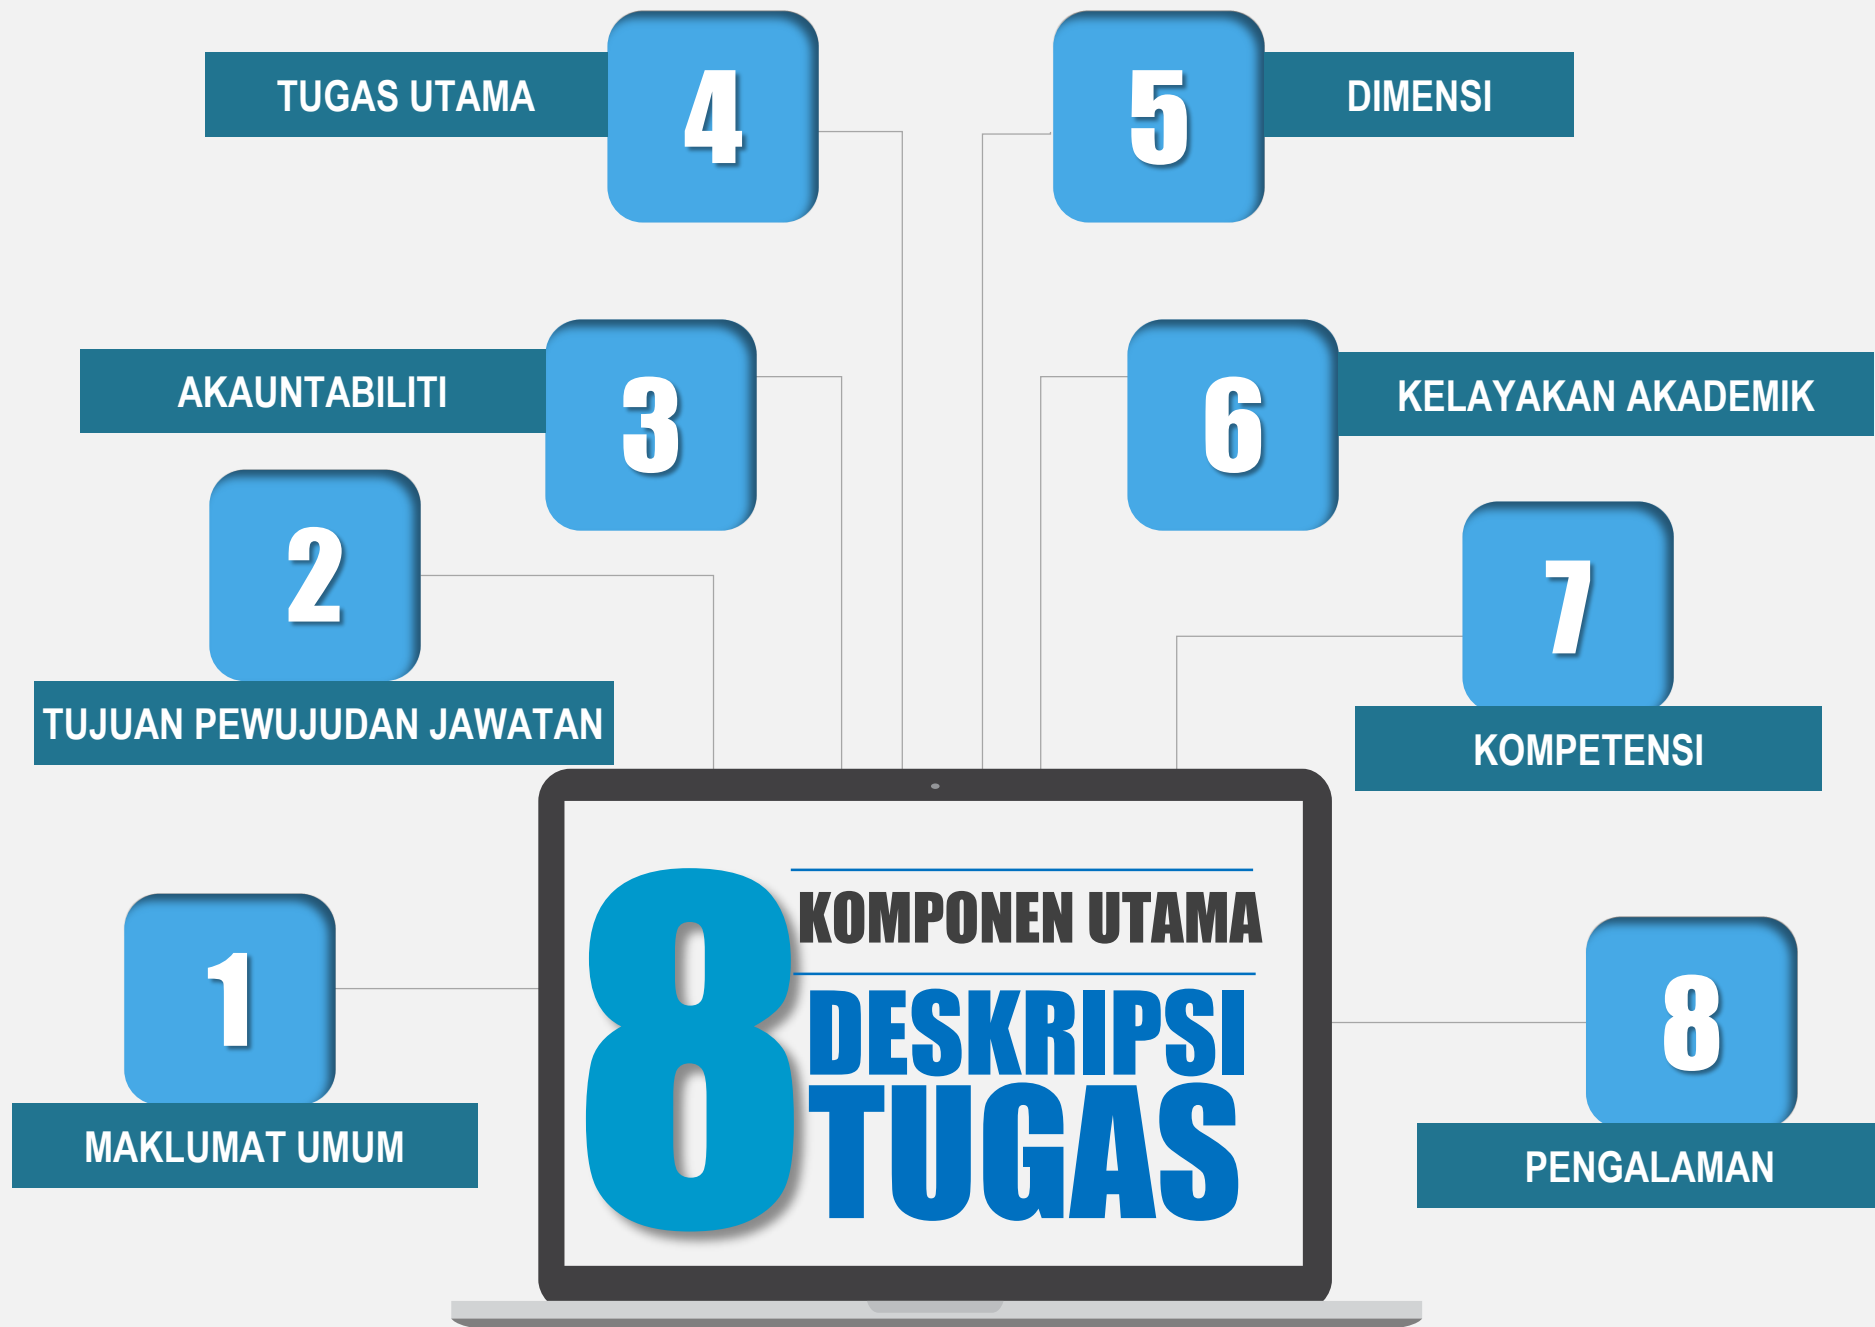 4
TUGAS UTAMA
5
DIMENSI
3
AKAUNTABILITI
6
KELAYAKAN AKADEMIK
2
TUJUAN PEWUJUDAN JAWATAN
7
KOMPETENSI
1
MAKLUMAT UMUM
8
KOMPONEN UTAMA
DESKRIPSI
TUGAS
8
PENGALAMAN